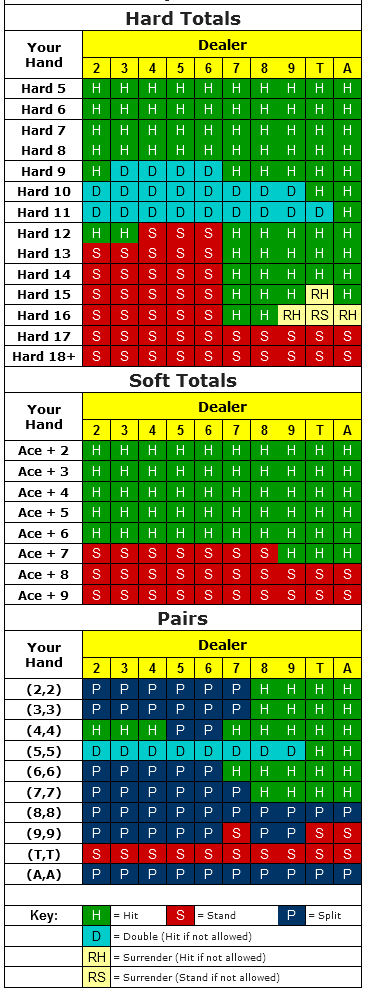 Hard Totals
Your Hand Dealer
2 3 4 5 6 7 8 9 T A
Hard 5 H H H H H H H H H H
Hard 6 H H H H H H H H H H
Hard 7 H H H H H H H H H H
Hard 8 H H H H H H H H H H
Hard 9 H D D D D H H H H H
Hard 10 D D D D D D D D H H
Hard 11 D D D D D D D D D H
Hard 12 H H S S S H H H H H
Hard 13 S S S S S H H H H H
Hard 14 S S S S S H H H H H
Hard 15 S S S S S H H H RH H
Hard 16 S S S S S H H RH RS RH
Hard 17 S S S S S S S S S S
Hard 18+ S S S S S S S S S S
Soft Totals
Your Hand Dealer
2 3 4 5 6 7 8 9 T A
Ace + 2 H H H H H H H H H H
Ace + 3 H H H H H H H H H H
Ace + 4 H H H H H H H H H H
Ace + 5 H H H H H H H H H H
Ace + 6 H H H H H H H H H H
Ace + 7 S S S S S S S H H H
Ace + 8 S S S S S S S S S S
Ace + 9 S S S S S S S S S S
Pairs
Your Hand Dealer
2 3 4 5 6 7 8 9 T A
(2,2) P P P P P P H H H H
(3,3) P P P P P P H H H H
(4,4) H H H P P H H H H H
(5,5) D D D D D D D D H H
(6,6) P P P P P H H H H H
(7,7) P P P P P P H H H H
(8,8) P P P P P P P P P P
(9,9) P P P P P S P P S S
(T,T) S S S S S S S S S S
(A,A) P P P P P P P P P P
Key: H = Hit S = Stand P = Split
D = Double (Hit if not allowed)
RH = Surrender (Hit if not allowed)
RS = Surrender (Stand if not allowed)